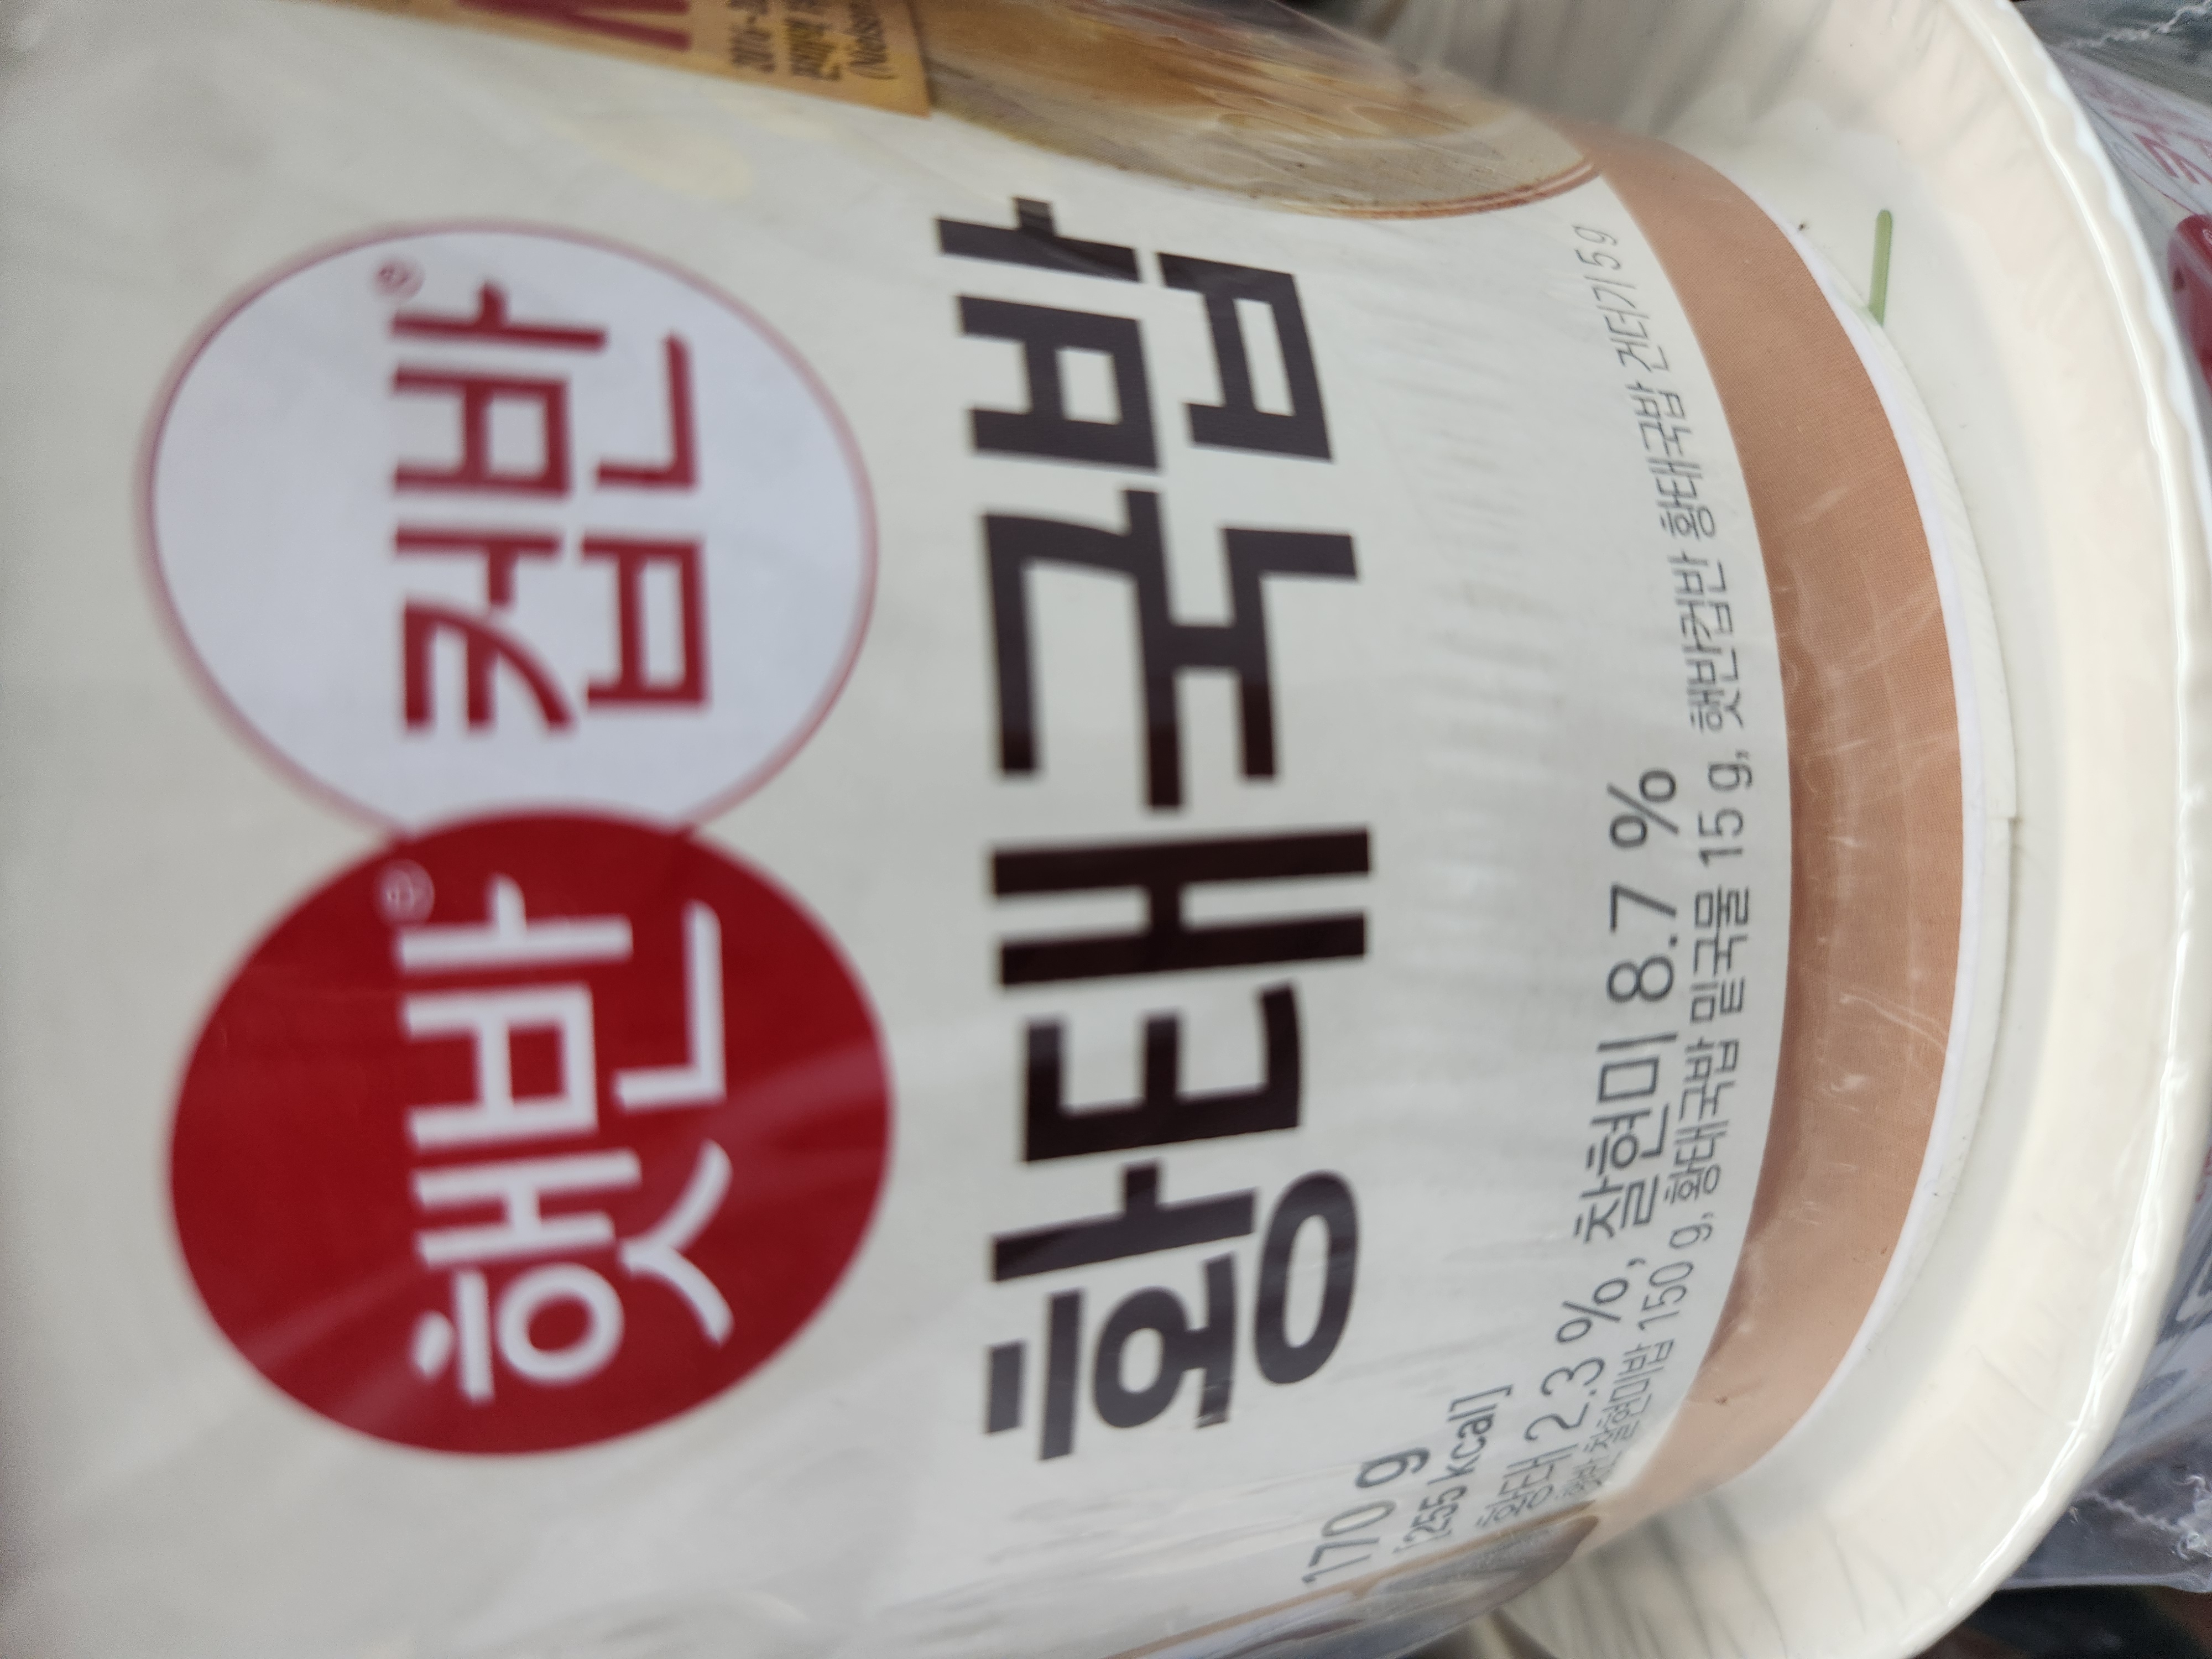 햇반® 컵반®
황태국밥
170 g
[255 kcal]
황태 2.3 %, 찰현미 8.7 %
햇반 찰현미밥 150 g, 황태국밥 밑국물 15 g, 햇반컵반 황태국밥 건더기 5 g
(Nielsen